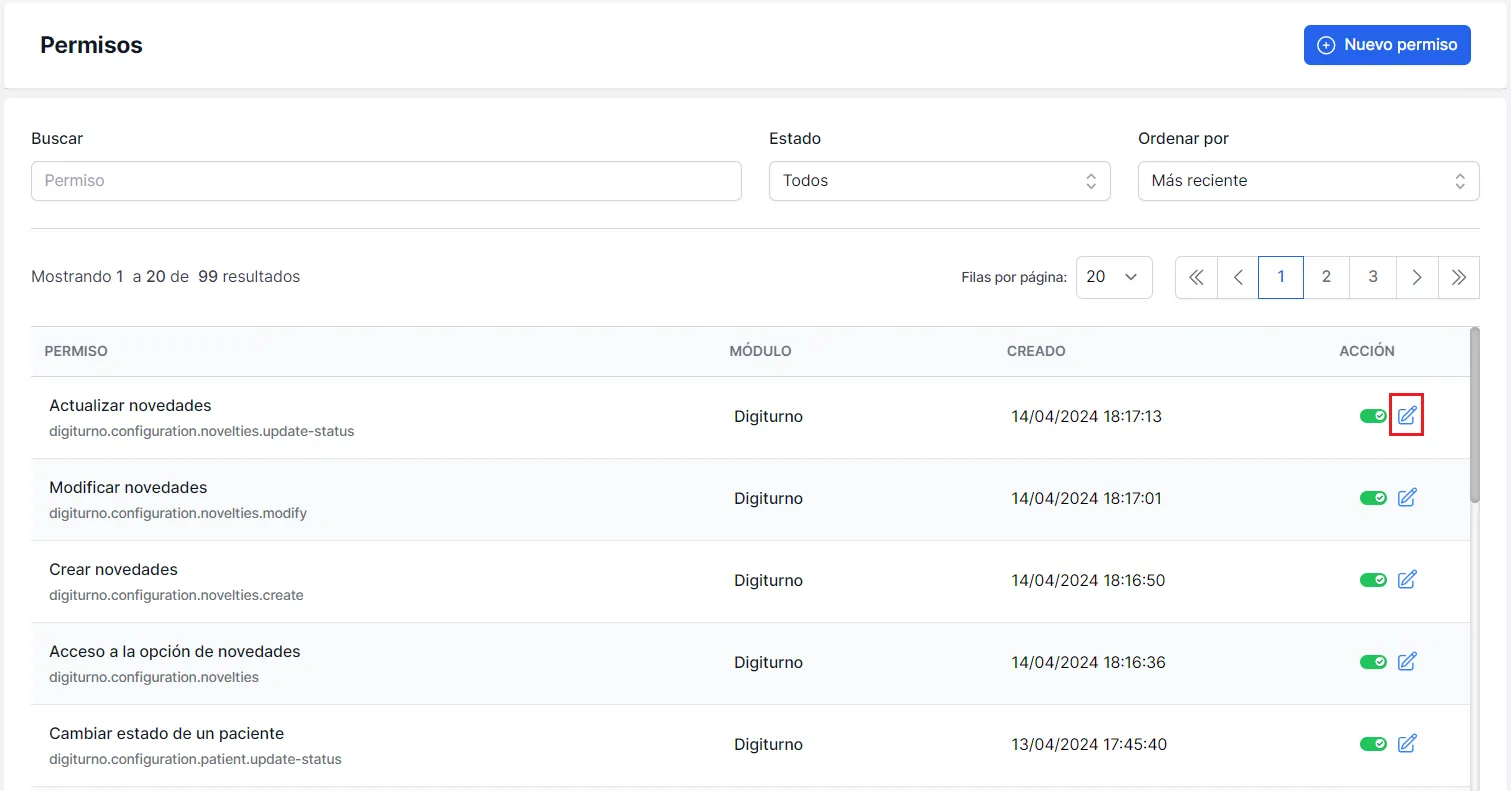 Permisos
Nuevo permiso
Buscar
Estado
Ordenar por
Permiso
Todos
Más reciente
Mostrando 1 a 20 de 99 resultados
Filas por página: 20
1 2 3
PERMISO MÓDULO CREADO ACCIÓN
Actualizar novedades
digiturno.configuration.novelties.update-status
Digiturno
14/04/2024 18:17:13
Modificar novedades
digiturno.configuration.novelties.modify
Digiturno
14/04/2024 18:17:01
Crear novedades
digiturno.configuration.novelties.create
Digiturno
14/04/2024 18:16:50
Acceso a la opción de novedades
digiturno.configuration.novelties
Digiturno
14/04/2024 18:16:36
Cambiar estado de un paciente
digiturno.configuration.patient.update-status
Digiturno
13/04/2024 17:45:40